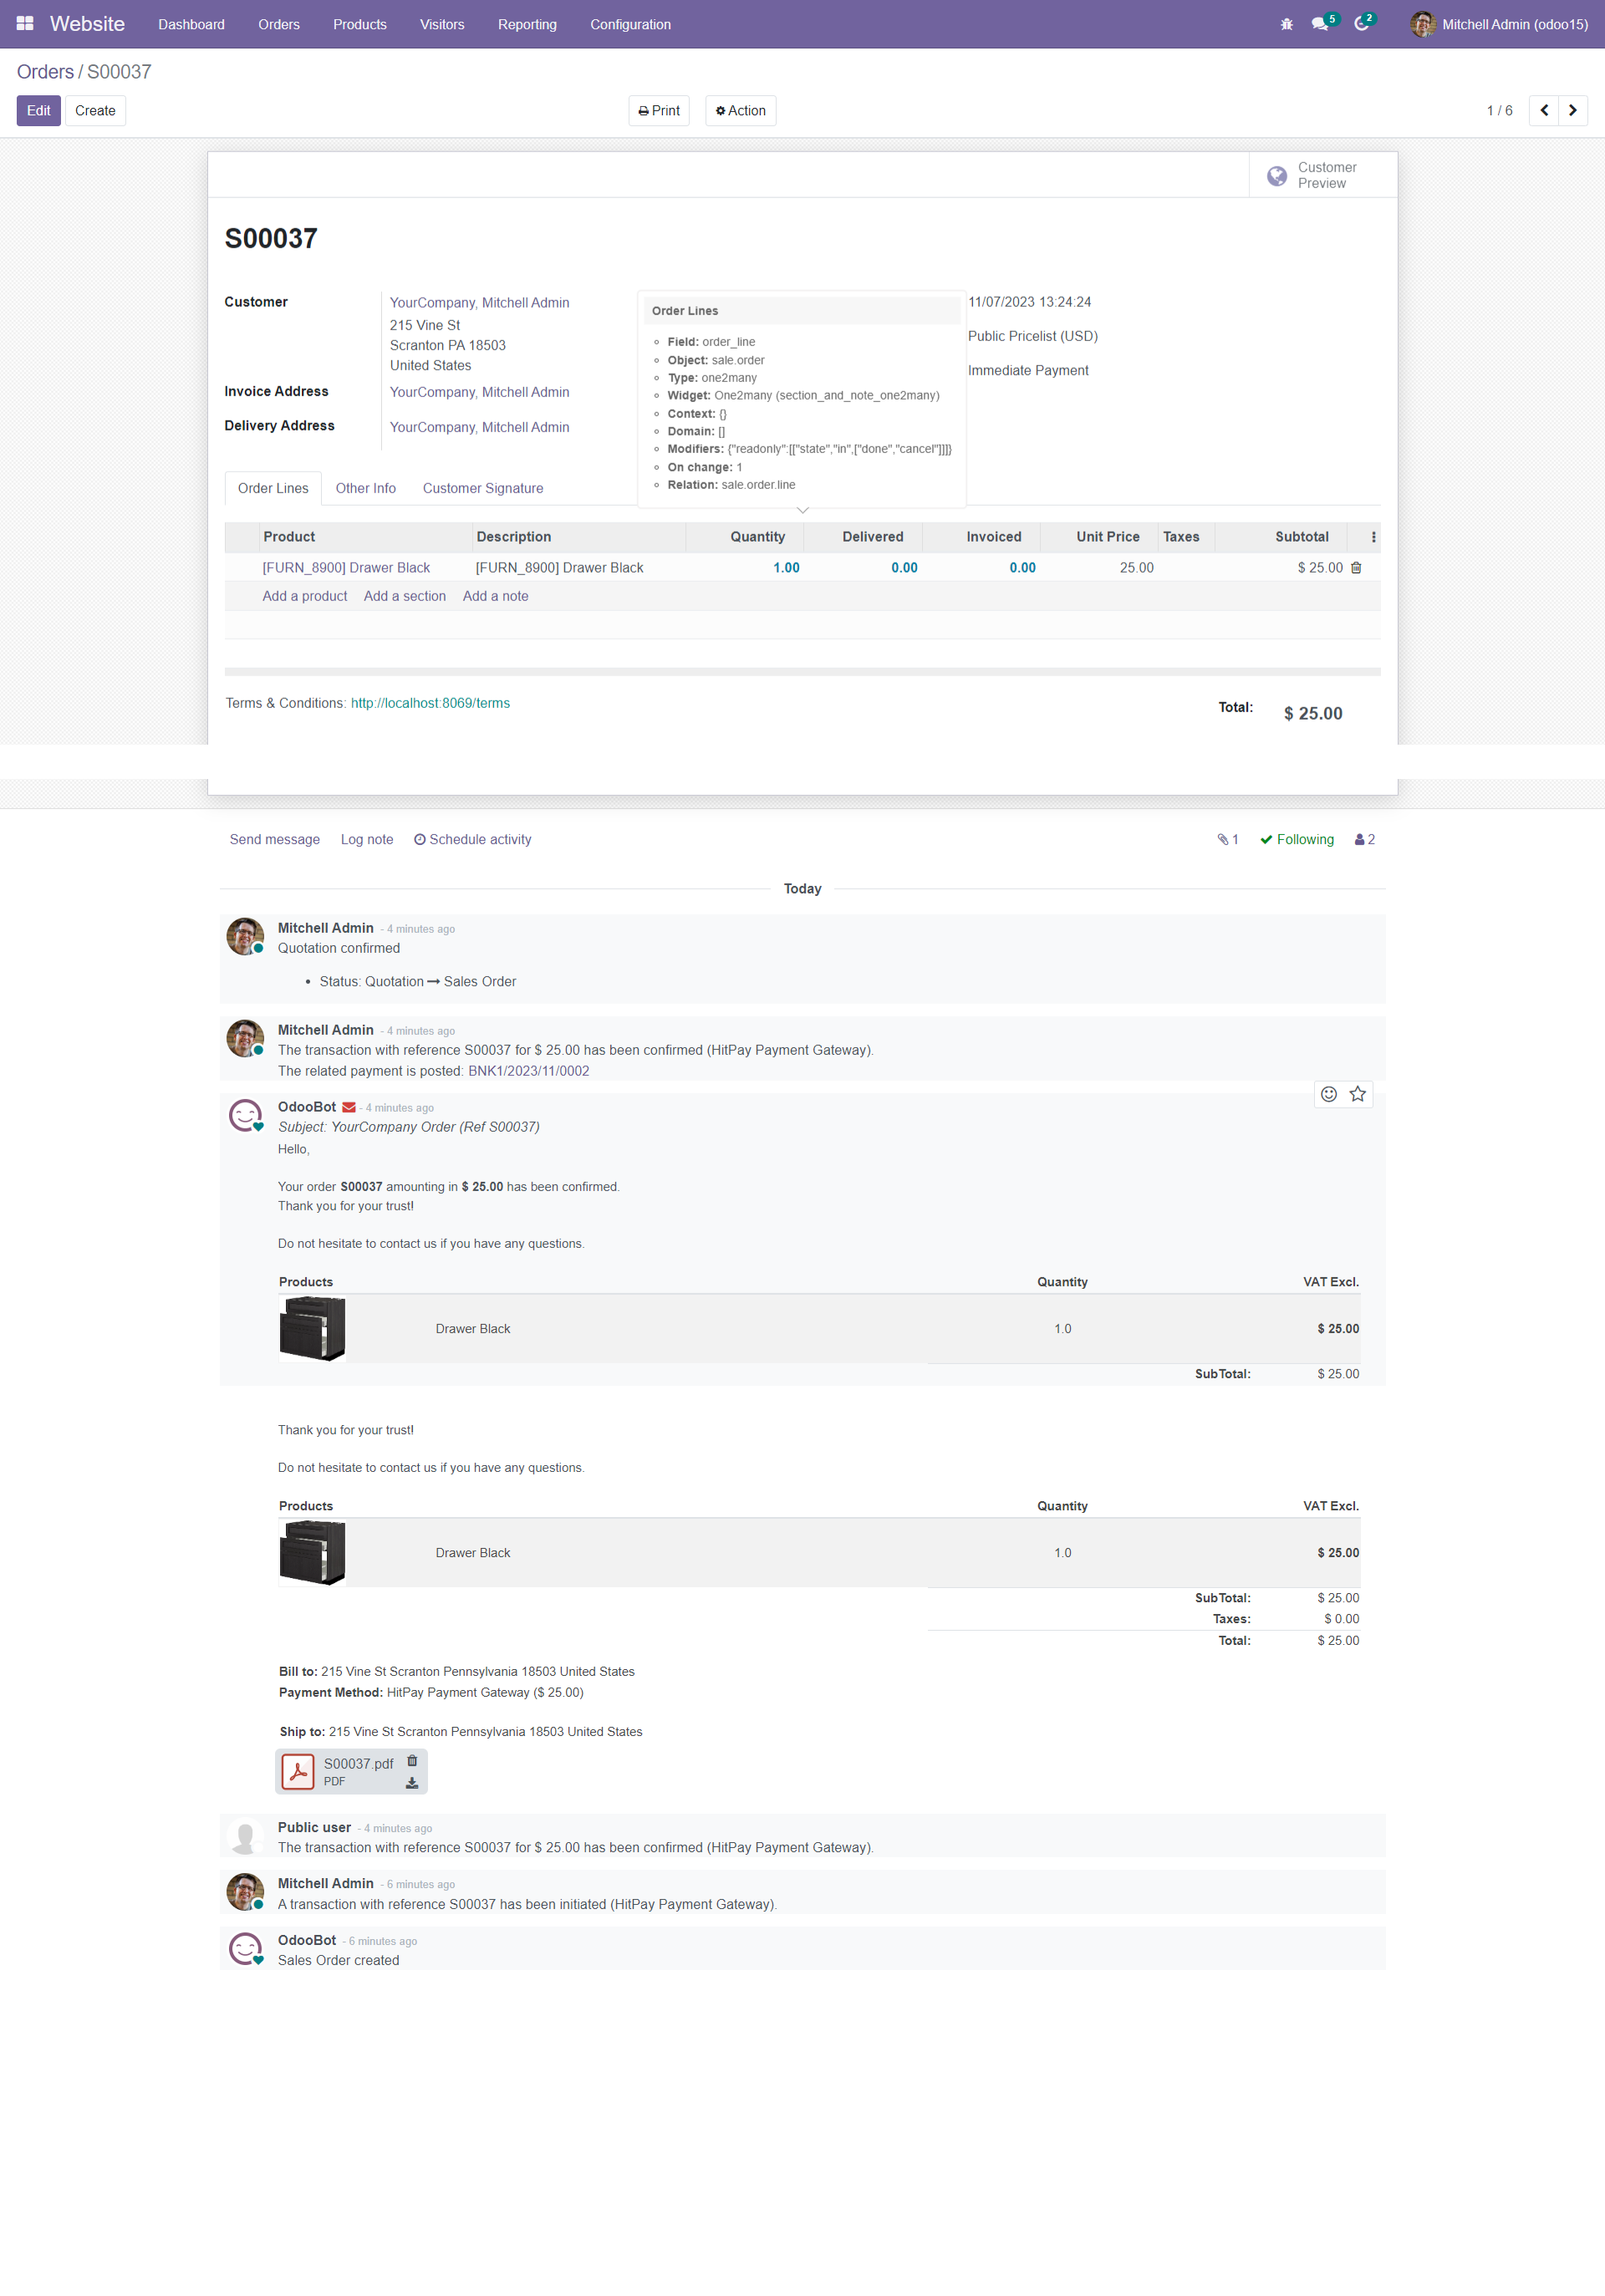 Website Dashboard Orders Products Visitors Reporting Configuration 5 2 Mitchell Admin (odoo15)
Orders / S00037
Edit Create Print Action 1 / 6
Customer Preview
S00037
Customer YourCompany, Mitchell Admin
215 Vine St
Scranton PA 18503
United States
Invoice Address YourCompany, Mitchell Admin
Delivery Address YourCompany, Mitchell Admin
Order Lines
Field: order_line
Object: sale.order
Type: one2many
Widget: One2many (section_and_note_one2many)
Context: {}
Domain: []
Modifiers: {"readonly":[["state","in",["done","cancel"]]]}
On change: 1
Relation: sale.order.line
11/07/2023 13:24:24
Public Pricelist (USD)
Immediate Payment
Order Lines Other Info Customer Signature
Product Description Quantity Delivered Invoiced Unit Price Taxes Subtotal
[FURN_8900] Drawer Black [FURN_8900] Drawer Black 1.00 0.00 0.00 25.00 $ 25.00
Add a product Add a section Add a note
Terms & Conditions: http://localhost:8069/terms
Total: $ 25.00
Send message Log note Schedule activity 1 Following 2
Today
Mitchell Admin - 4 minutes ago
Quotation confirmed
• Status: Quotation → Sales Order
Mitchell Admin - 4 minutes ago
The transaction with reference S00037 for $ 25.00 has been confirmed (HitPay Payment Gateway).
The related payment is posted: BNK1/2023/11/0002
OdooBot - 4 minutes ago
Subject: YourCompany Order (Ref S00037)
Hello,
Your order S00037 amounting in $ 25.00 has been confirmed.
Thank you for your trust!
Do not hesitate to contact us if you have any questions.
Products Quantity VAT Excl.
Drawer Black 1.0 $ 25.00
SubTotal: $ 25.00
Thank you for your trust!
Do not hesitate to contact us if you have any questions.
Products Quantity VAT Excl.
Drawer Black 1.0 $ 25.00
SubTotal: $ 25.00
Taxes: $ 0.00
Total: $ 25.00
Bill to: 215 Vine St Scranton Pennsylvania 18503 United States
Payment Method: HitPay Payment Gateway ($ 25.00)
Ship to: 215 Vine St Scranton Pennsylvania 18503 United States
S00037.pdf
PDF
Public user - 4 minutes ago
The transaction with reference S00037 for $ 25.00 has been confirmed (HitPay Payment Gateway).
Mitchell Admin - 6 minutes ago
A transaction with reference S00037 has been initiated (HitPay Payment Gateway).
OdooBot - 6 minutes ago
Sales Order created